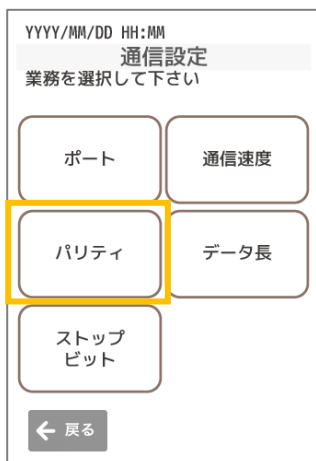 YYYY/MM/DD HH:MM
通信設定
業務を選択して下さい
ポート
通信速度
パリティ
データ長
ストップ
ビット
戻る